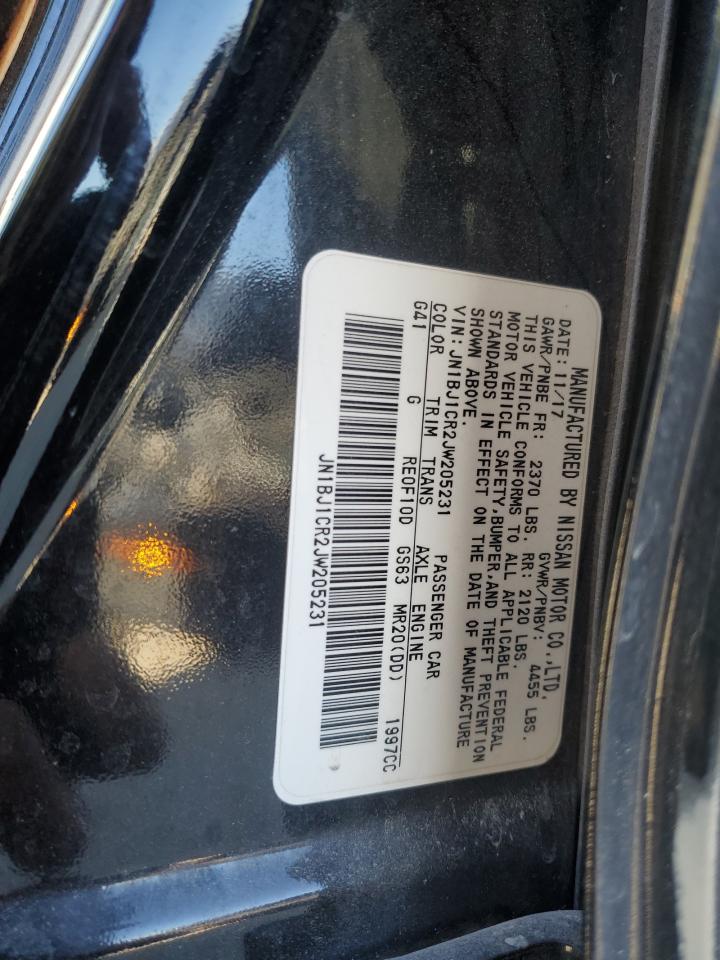 MANUFACTURED BY NISSAN MOTOR CO.,LTD.
DATE: 11/17 GVWR/PNBV: 4455 LBS.
GAWR/PNBE FR: 2370 LBS. RR: 2120 LBS.
THIS VEHICLE CONFORMS TO ALL APPLICABLE FEDERAL
MOTOR VEHICLE SAFETY,BUMPER,AND THEFT PREVENTION
STANDARDS IN EFFECT ON THE DATE OF MANUFACTURE
SHOWN ABOVE.
VIN: JN1BJ1CR2JW205231 PASSENGER CAR
COLOR TRIM TRANS AXLE ENGINE
G41 G RE0F10D GS63 MR20(DD) 1997CC
JN1BJ1CR2JW205231